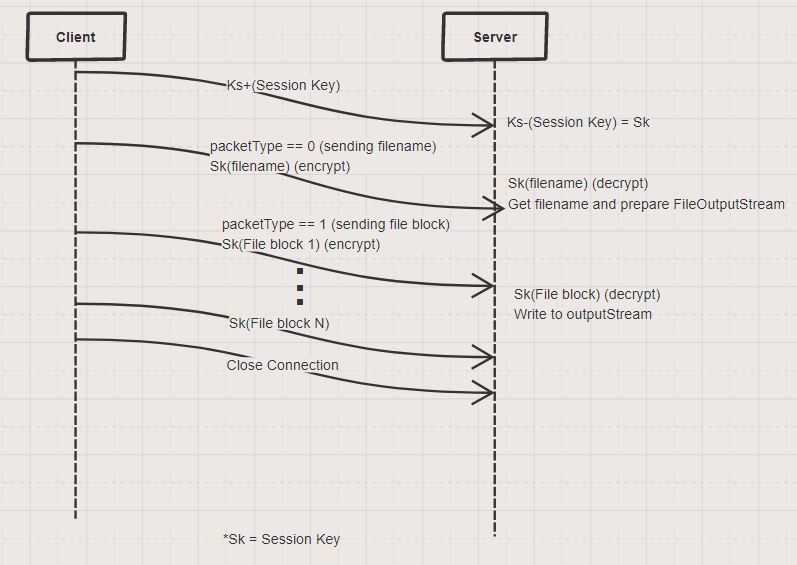 Client
Server
Ks+(Session Key)
Ks-(Session Key) = Sk
packetType == 0 (sending filename)
Sk(filename) (encrypt)
Sk(filename) (decrypt)
Get filename and prepare FileOutputStream
packetType == 1 (sending file block)
Sk(File block 1) (encrypt)
Sk(File block) (decrypt)
Write to outputStream
Sk(File block N)
Close Connection
*Sk = Session Key